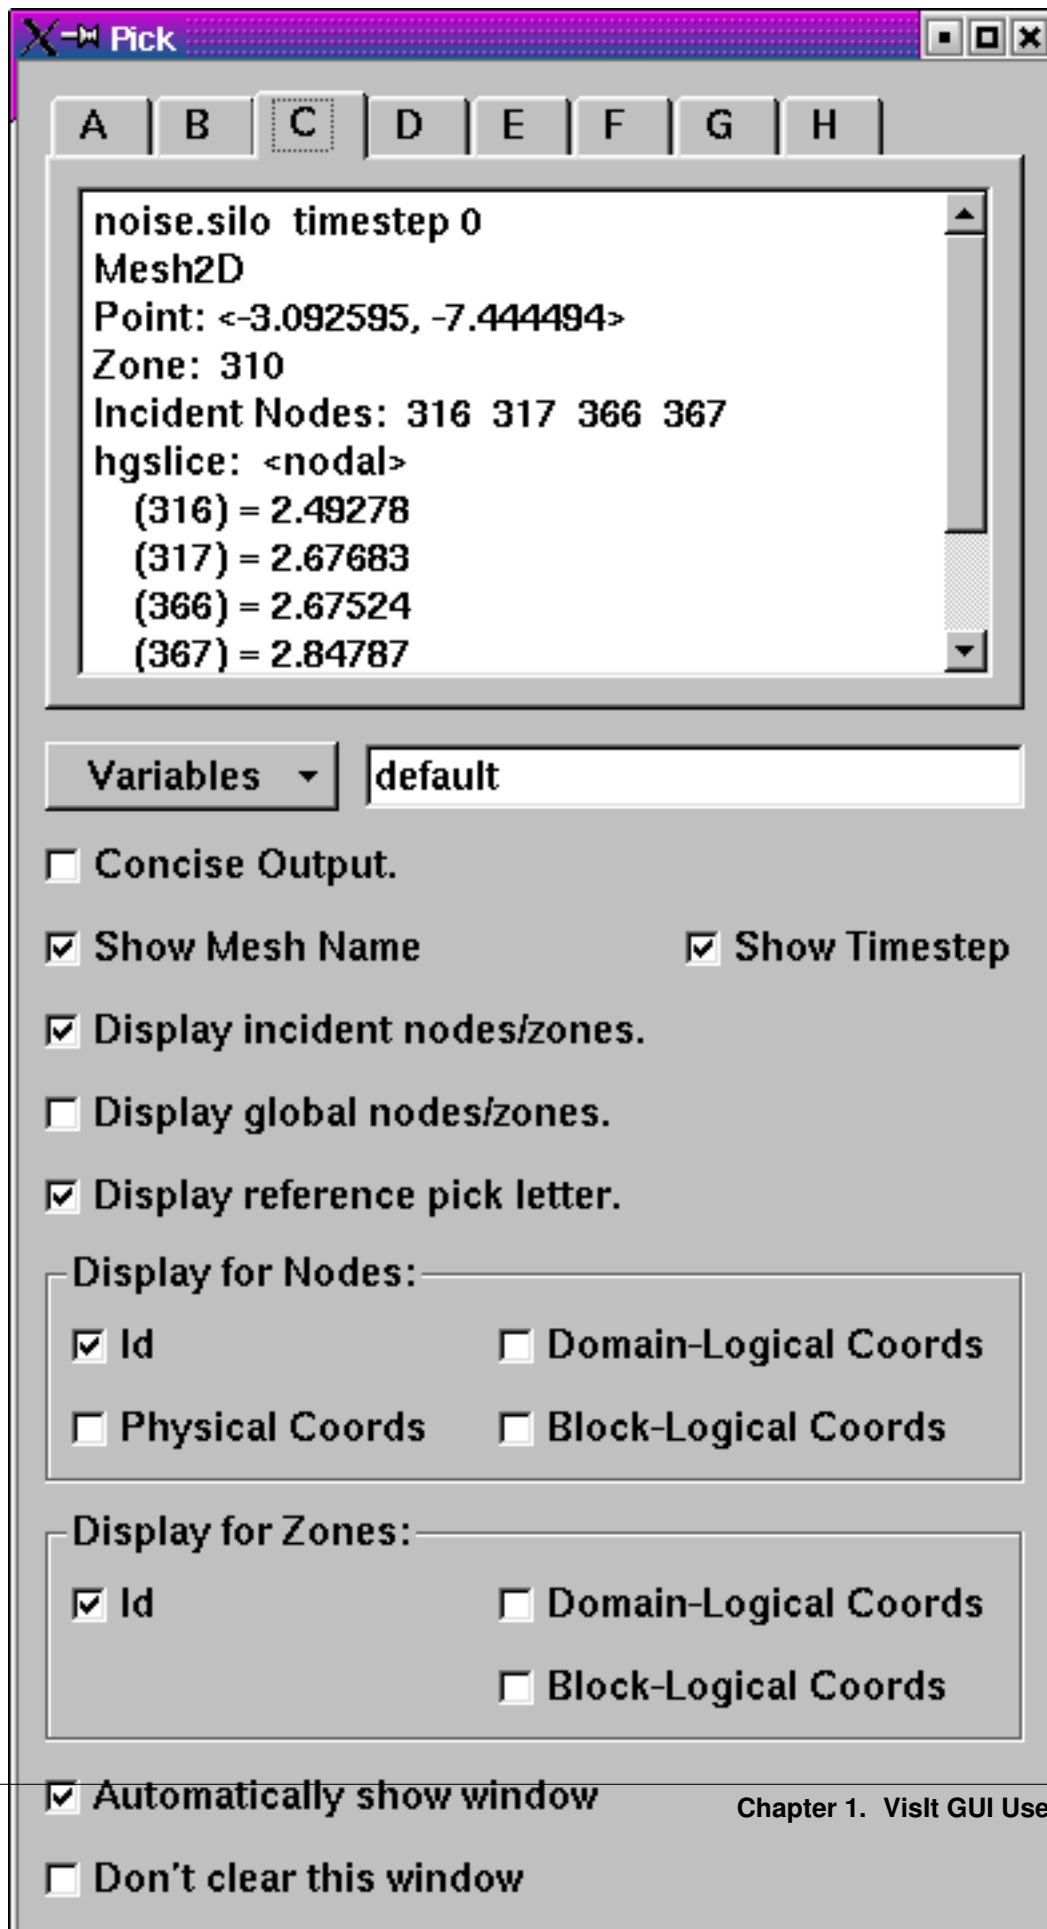 Pick
A B C D E F G H
noise.silo timestep 0
Mesh2D
Point: <-3.092595, -7.444494>
Zone: 310
Incident Nodes: 316 317 366 367
hgslice: <nodal>
(316) = 2.49278
(317) = 2.67683
(366) = 2.67524
(367) = 2.84787
Variables default
Concise Output.
Show Mesh Name Show Timestep
Display incident nodes/zones.
Display global nodes/zones.
Display reference pick letter.
Display for Nodes:
Id Domain-Logical Coords
Physical Coords Block-Logical Coords
Display for Zones:
Id Domain-Logical Coords
Block-Logical Coords
Automatically show window
Chapter 1. VisIt GUI Use
Don't clear this window